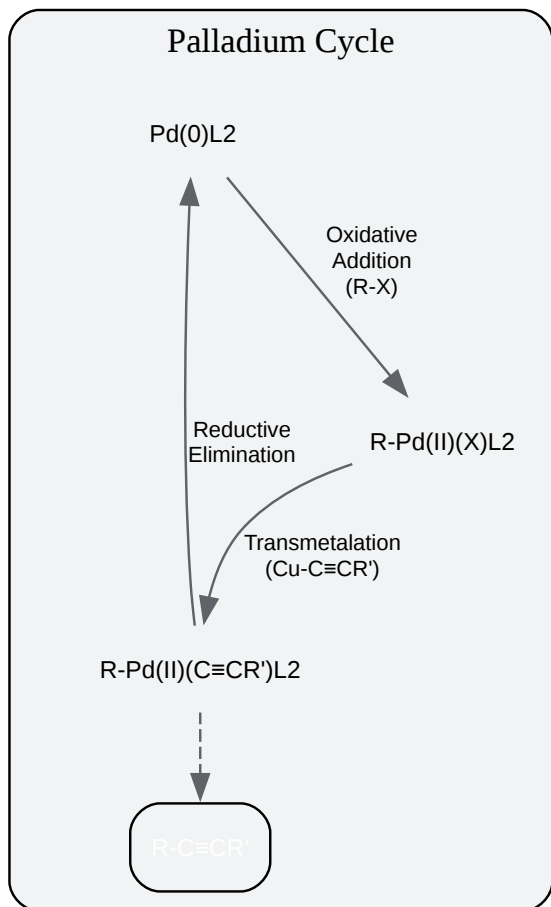 Palladium Cycle
Pd(0)L2
Oxidative
Addition
(R-X)
R-Pd(II)(X)L2
Reductive
Elimination
Transmetalation
(Cu-C≡CR')
R-Pd(II)(C≡CR')L2
R-C≡CR'